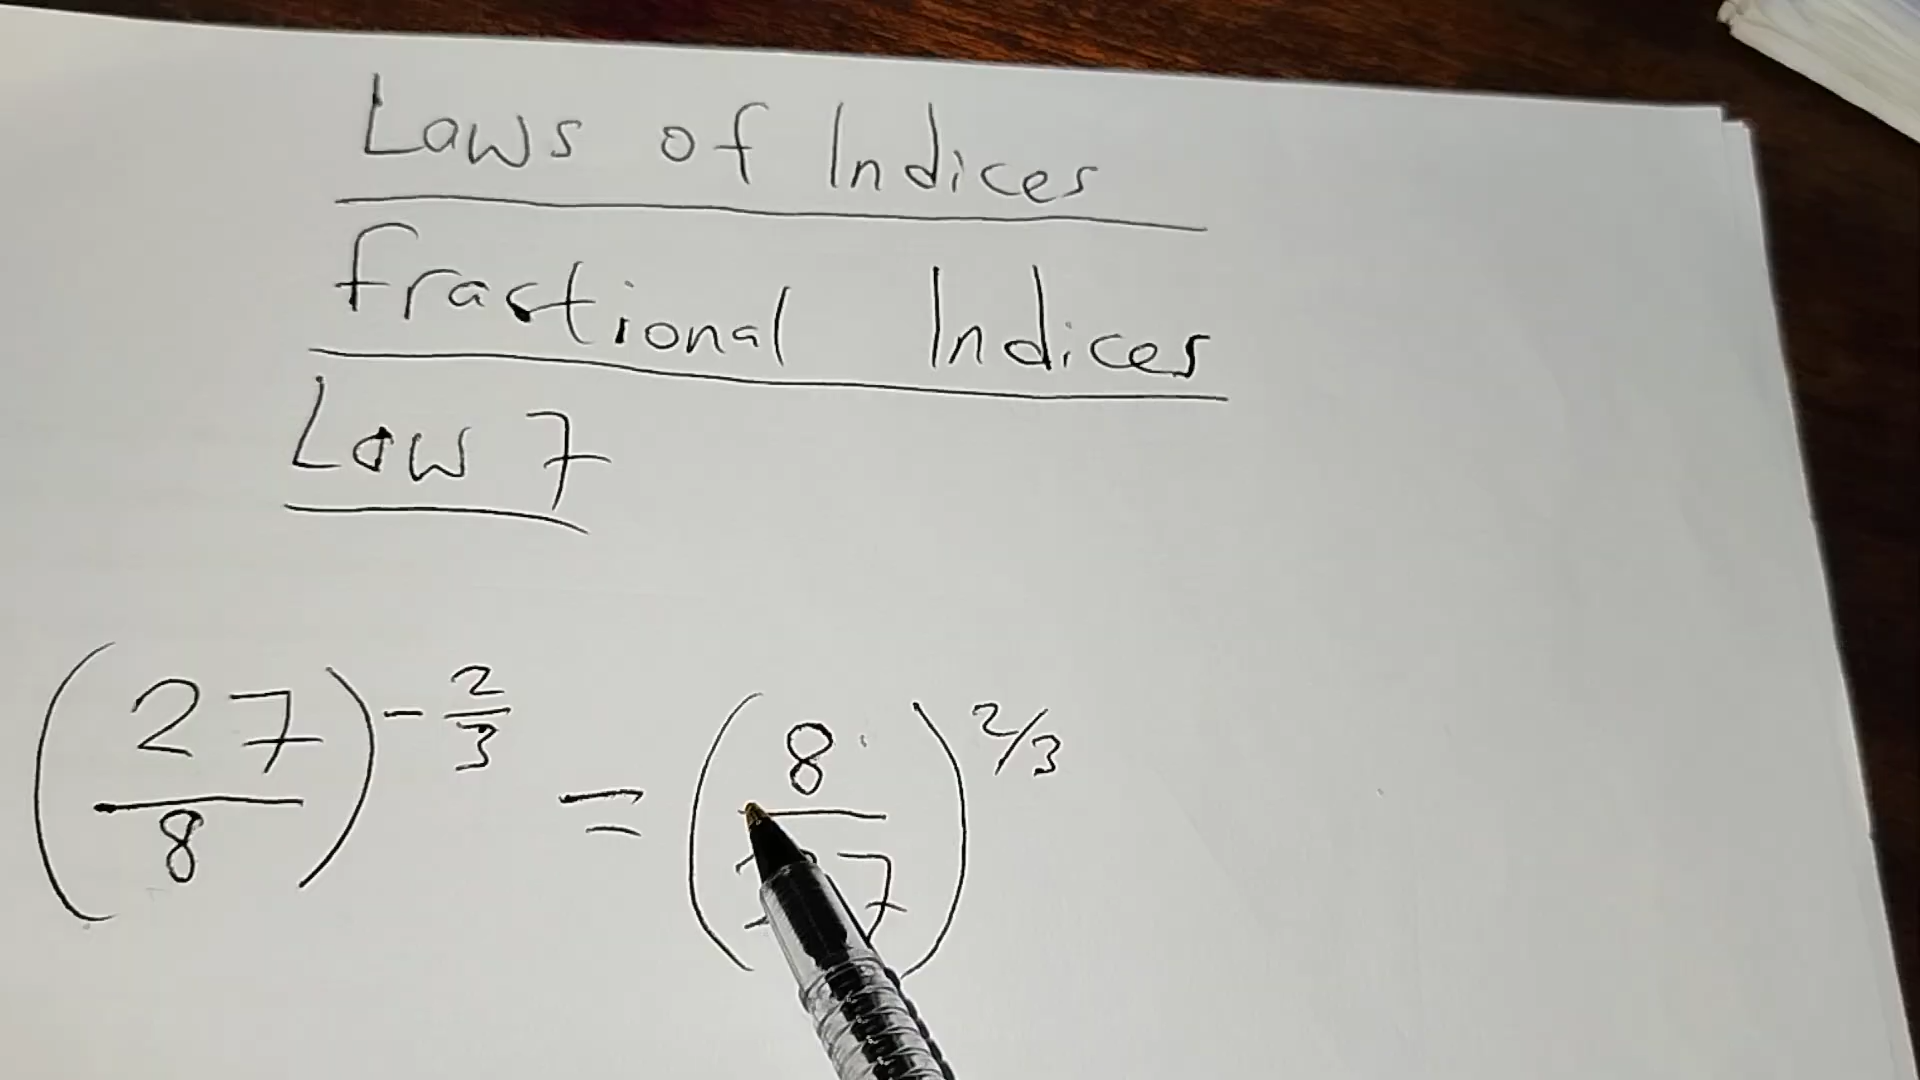 Laws of Indices
fractional Indices
Law 7
(27/8)^-2/3 = (8/27)^2/3